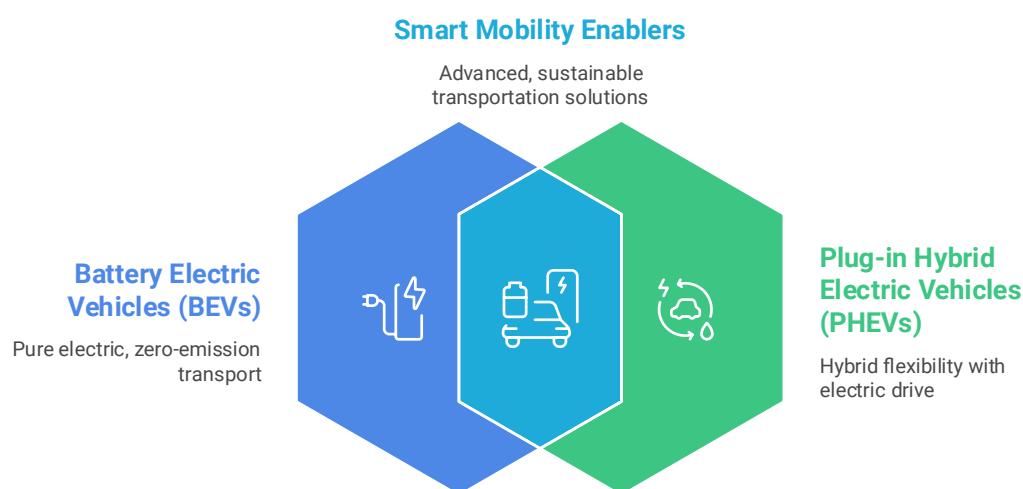 Smart Mobility Enablers
Advanced, sustainable
transportation solutions
Battery Electric
Vehicles (BEVs)
Pure electric, zero-emission
transport
Plug-in Hybrid
Electric Vehicles
(PHEVs)
Hybrid flexibility with
electric drive